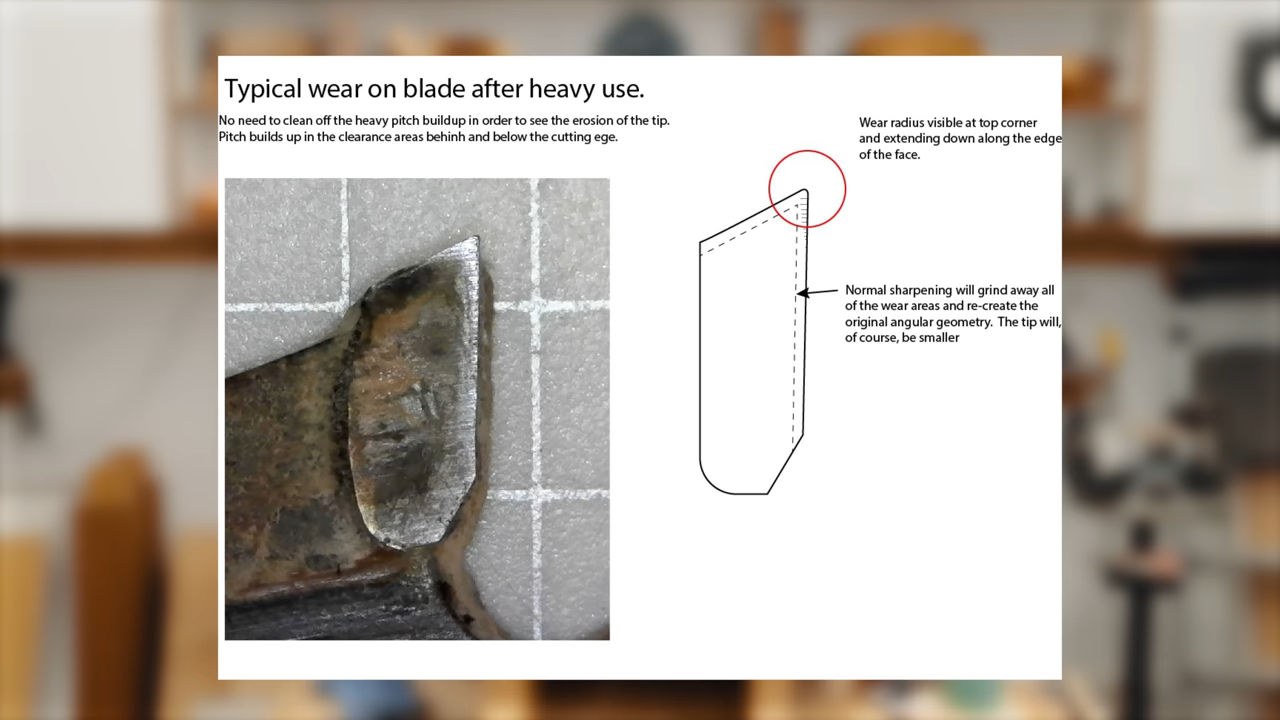 Typical wear on blade after heavy use.
No need to clean off the heavy pitch buildup in order to see the erosion of the tip.
Pitch builds up in the clearance areas behinh and below the cutting ege.
Wear radius visible at top corner
and extending down along the edge
of the face.
Normal sharpening will grind away all
of the wear areas and re-create the
original angular geometry.  The tip will,
of course, be smaller